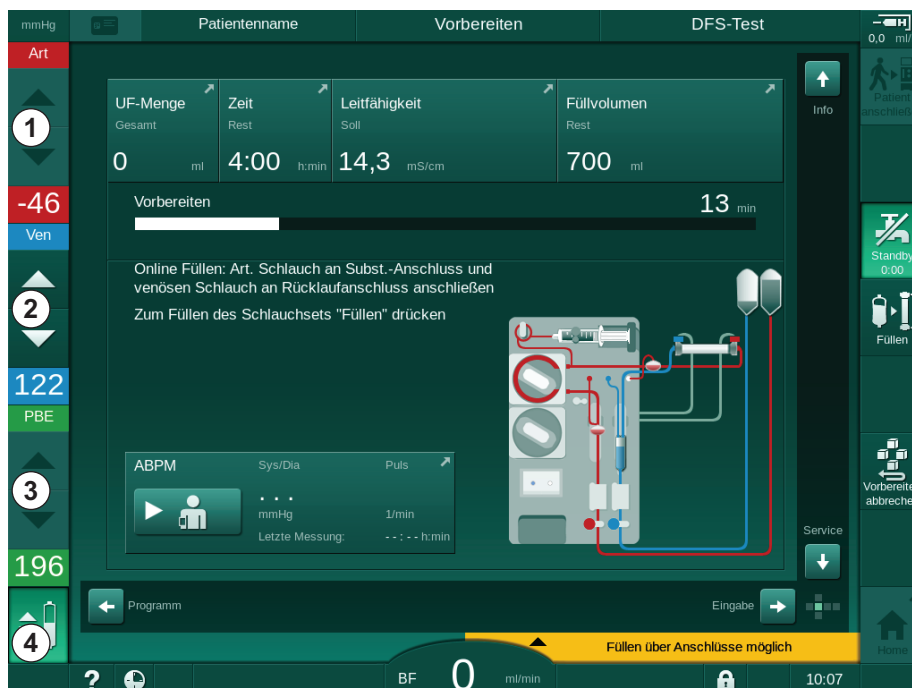 mmHg
Patientenname
Vorbereiten
DFS-Test
0,0 ml/
Art
1
-46
Ven
2
122
PBE
3
196
4
UF-Menge
Gesamt
0 ml
Zeit
Rest
4:00 h:min
Leitfähigkeit
Soll
14,3 mS/cm
Füllvolumen
Rest
700 ml
Info
Vorbereiten
13 min
Online Füllen: Art. Schlauch an Subst.-Anschluss und
venösen Schlauch an Rücklaufanschluss anschließen
Zum Füllen des Schlauchsets "Füllen" drücken
ABPM
Sys/Dia
Puls
. . .
mmHg
1/min
Letzte Messung:
--:-- h:min
Service
Programm
Eingabe
Patient
anschließ
Standby
0:00
Füllen
Vorbereite
abbreche
Home
Füllen über Anschlüsse möglich
?
BF 0 ml/min
10:07